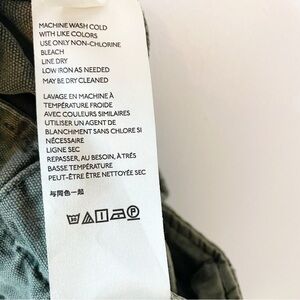 MACHINE WASH COLD
WITH LIKE COLORS
USE ONLY NON-CHLORINE
BLEACH
LINE DRY
LOW IRON AS NEEDED
MAY BE DRY CLEANED
LAVAGE EN MACHINE À
TEMPÉRATURE FROIDE
AVEC COULEURS SIMILAIRES
UTILISER UN AGENT DE
BLANCHIMENT SANS CHLORE SI
NÉCESSAIRE
LIGNE SEC
REPASSER, AU BESOIN, À TRÉS
BASSE TEMPÉRATURE
PEUT-ÊTRE ÊTRE NETTOYÉE SEC
与同色一起